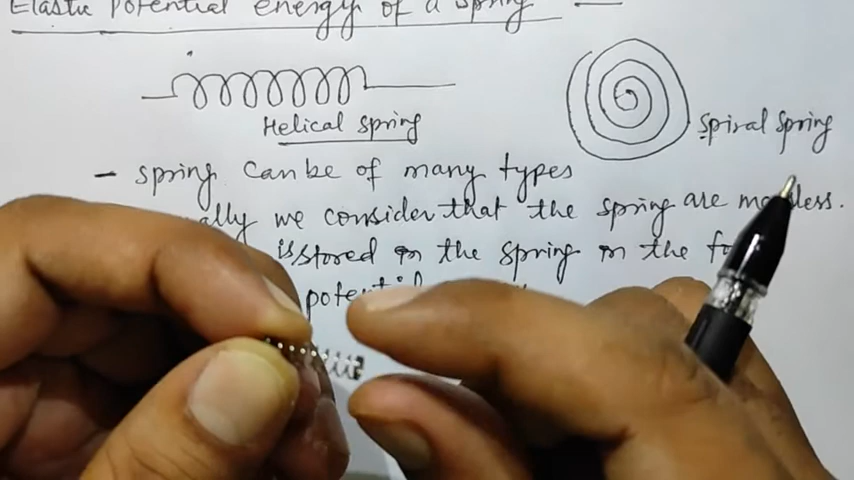 Elastic Potential energy of a spring
Helical spring
Spiral Spring
- spring can be of many types
we consider that the spring are
is stored in the spring in the